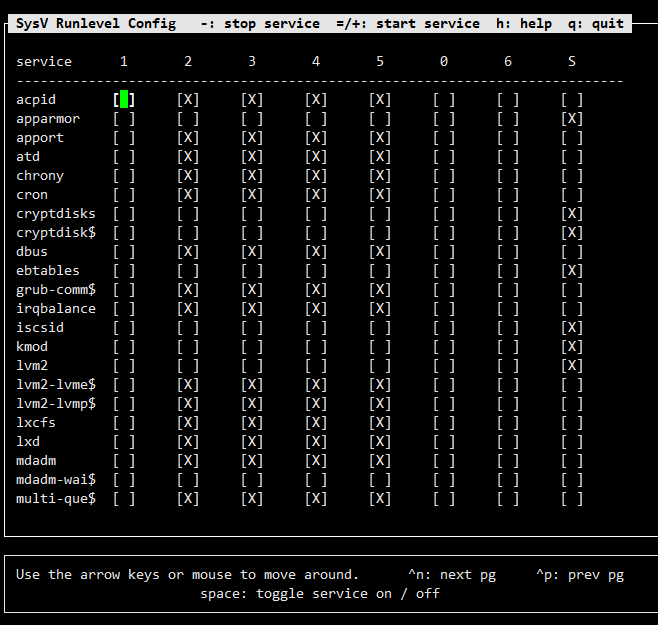 SysV Runlevel Config   -: stop service  =/+: start service  h: help  q: quit
service      1       2       3       4       5       0       6       S
----------------------------------------------------------------------------
acpid       [ ]     [X]     [X]     [X]     [X]     [ ]     [ ]     [ ]
apparmor    [ ]     [ ]     [ ]     [ ]     [ ]     [ ]     [ ]     [X]
apport      [ ]     [X]     [X]     [X]     [X]     [ ]     [ ]     [ ]
atd         [ ]     [X]     [X]     [X]     [X]     [ ]     [ ]     [ ]
chrony      [ ]     [X]     [X]     [X]     [X]     [ ]     [ ]     [ ]
cron        [ ]     [X]     [X]     [X]     [X]     [ ]     [ ]     [ ]
cryptdisks  [ ]     [ ]     [ ]     [ ]     [ ]     [ ]     [ ]     [X]
cryptdisk$  [ ]     [ ]     [ ]     [ ]     [ ]     [ ]     [ ]     [X]
dbus        [ ]     [X]     [X]     [X]     [X]     [ ]     [ ]     [ ]
ebtables    [ ]     [ ]     [ ]     [ ]     [ ]     [ ]     [ ]     [X]
grub-comm$  [ ]     [X]     [X]     [X]     [X]     [ ]     [ ]     [ ]
irqbalance  [ ]     [X]     [X]     [X]     [X]     [ ]     [ ]     [ ]
iscsid      [ ]     [ ]     [ ]     [ ]     [ ]     [ ]     [ ]     [X]
kmod        [ ]     [ ]     [ ]     [ ]     [ ]     [ ]     [ ]     [X]
lvm2        [ ]     [ ]     [ ]     [ ]     [ ]     [ ]     [ ]     [X]
lvm2-lvme$  [ ]     [X]     [X]     [X]     [X]     [ ]     [ ]     [ ]
lvm2-lvmp$  [ ]     [X]     [X]     [X]     [X]     [ ]     [ ]     [ ]
lxcfs       [ ]     [X]     [X]     [X]     [X]     [ ]     [ ]     [ ]
lxd         [ ]     [X]     [X]     [X]     [X]     [ ]     [ ]     [ ]
mdadm       [ ]     [X]     [X]     [X]     [X]     [ ]     [ ]     [ ]
mdadm-wai$  [ ]     [ ]     [ ]     [ ]     [ ]     [ ]     [ ]     [ ]
multi-que$  [ ]     [X]     [X]     [X]     [X]     [ ]     [ ]     [ ]
Use the arrow keys or mouse to move around.      ^n: next pg     ^p: prev pg
space: toggle service on / off